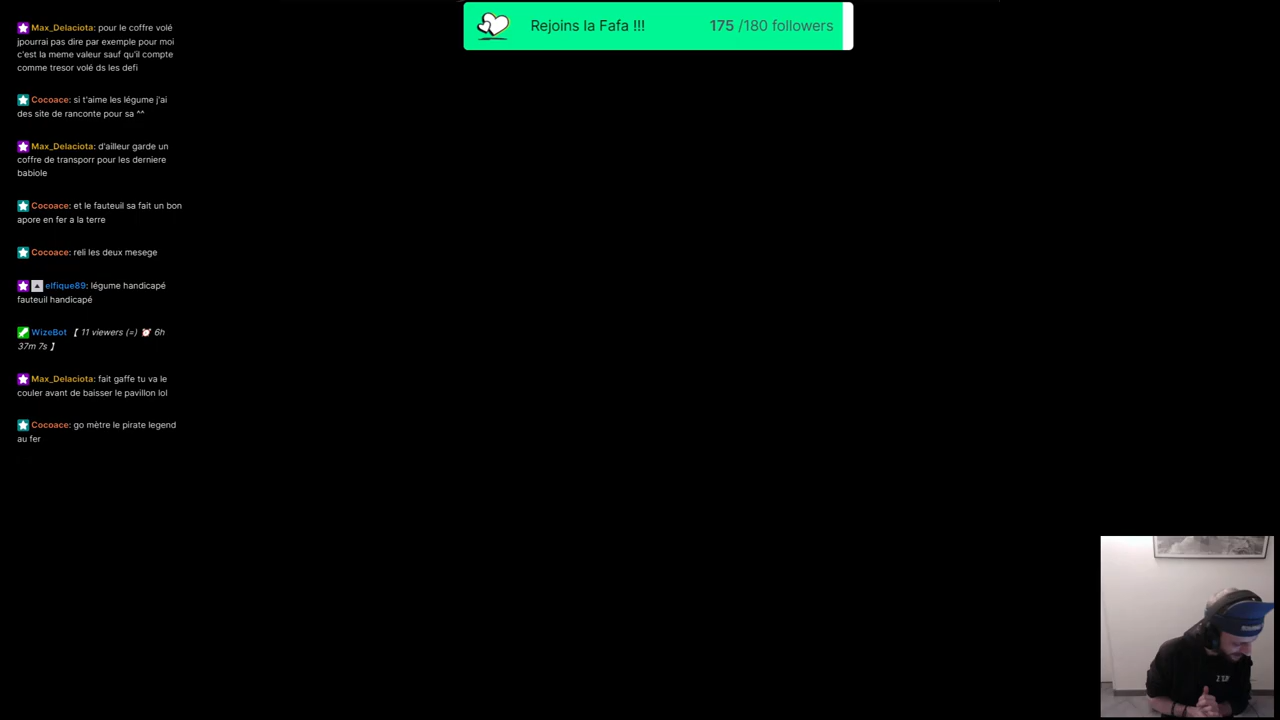 Rejoins la Fafa !!! 175 /180 followers
Max_Delaciota: pour le coffre volé
jpourrai pas dire par exemple pour moi
c'est la meme valeur sauf qu'il compte
comme tresor volé ds les defi
Cocoace: si t'aime les légume j'ai
des site de ranconte pour sa ^^
Max_Delaciota: d'ailleur garde un
coffre de transporr pour les derniere
babiole
Cocoace: et le fauteuil sa fait un bon
apore en fer a la terre
Cocoace: reli les deux mesege
elfique89: légume handicapé
fauteuil handicapé
WizeBot 【 11 viewers (=) ⏰ 6h
37m 7s 】
Max_Delaciota: fait gaffe tu va le
couler avant de baisser le pavillon lol
Cocoace: go mètre le pirate legend
au fer